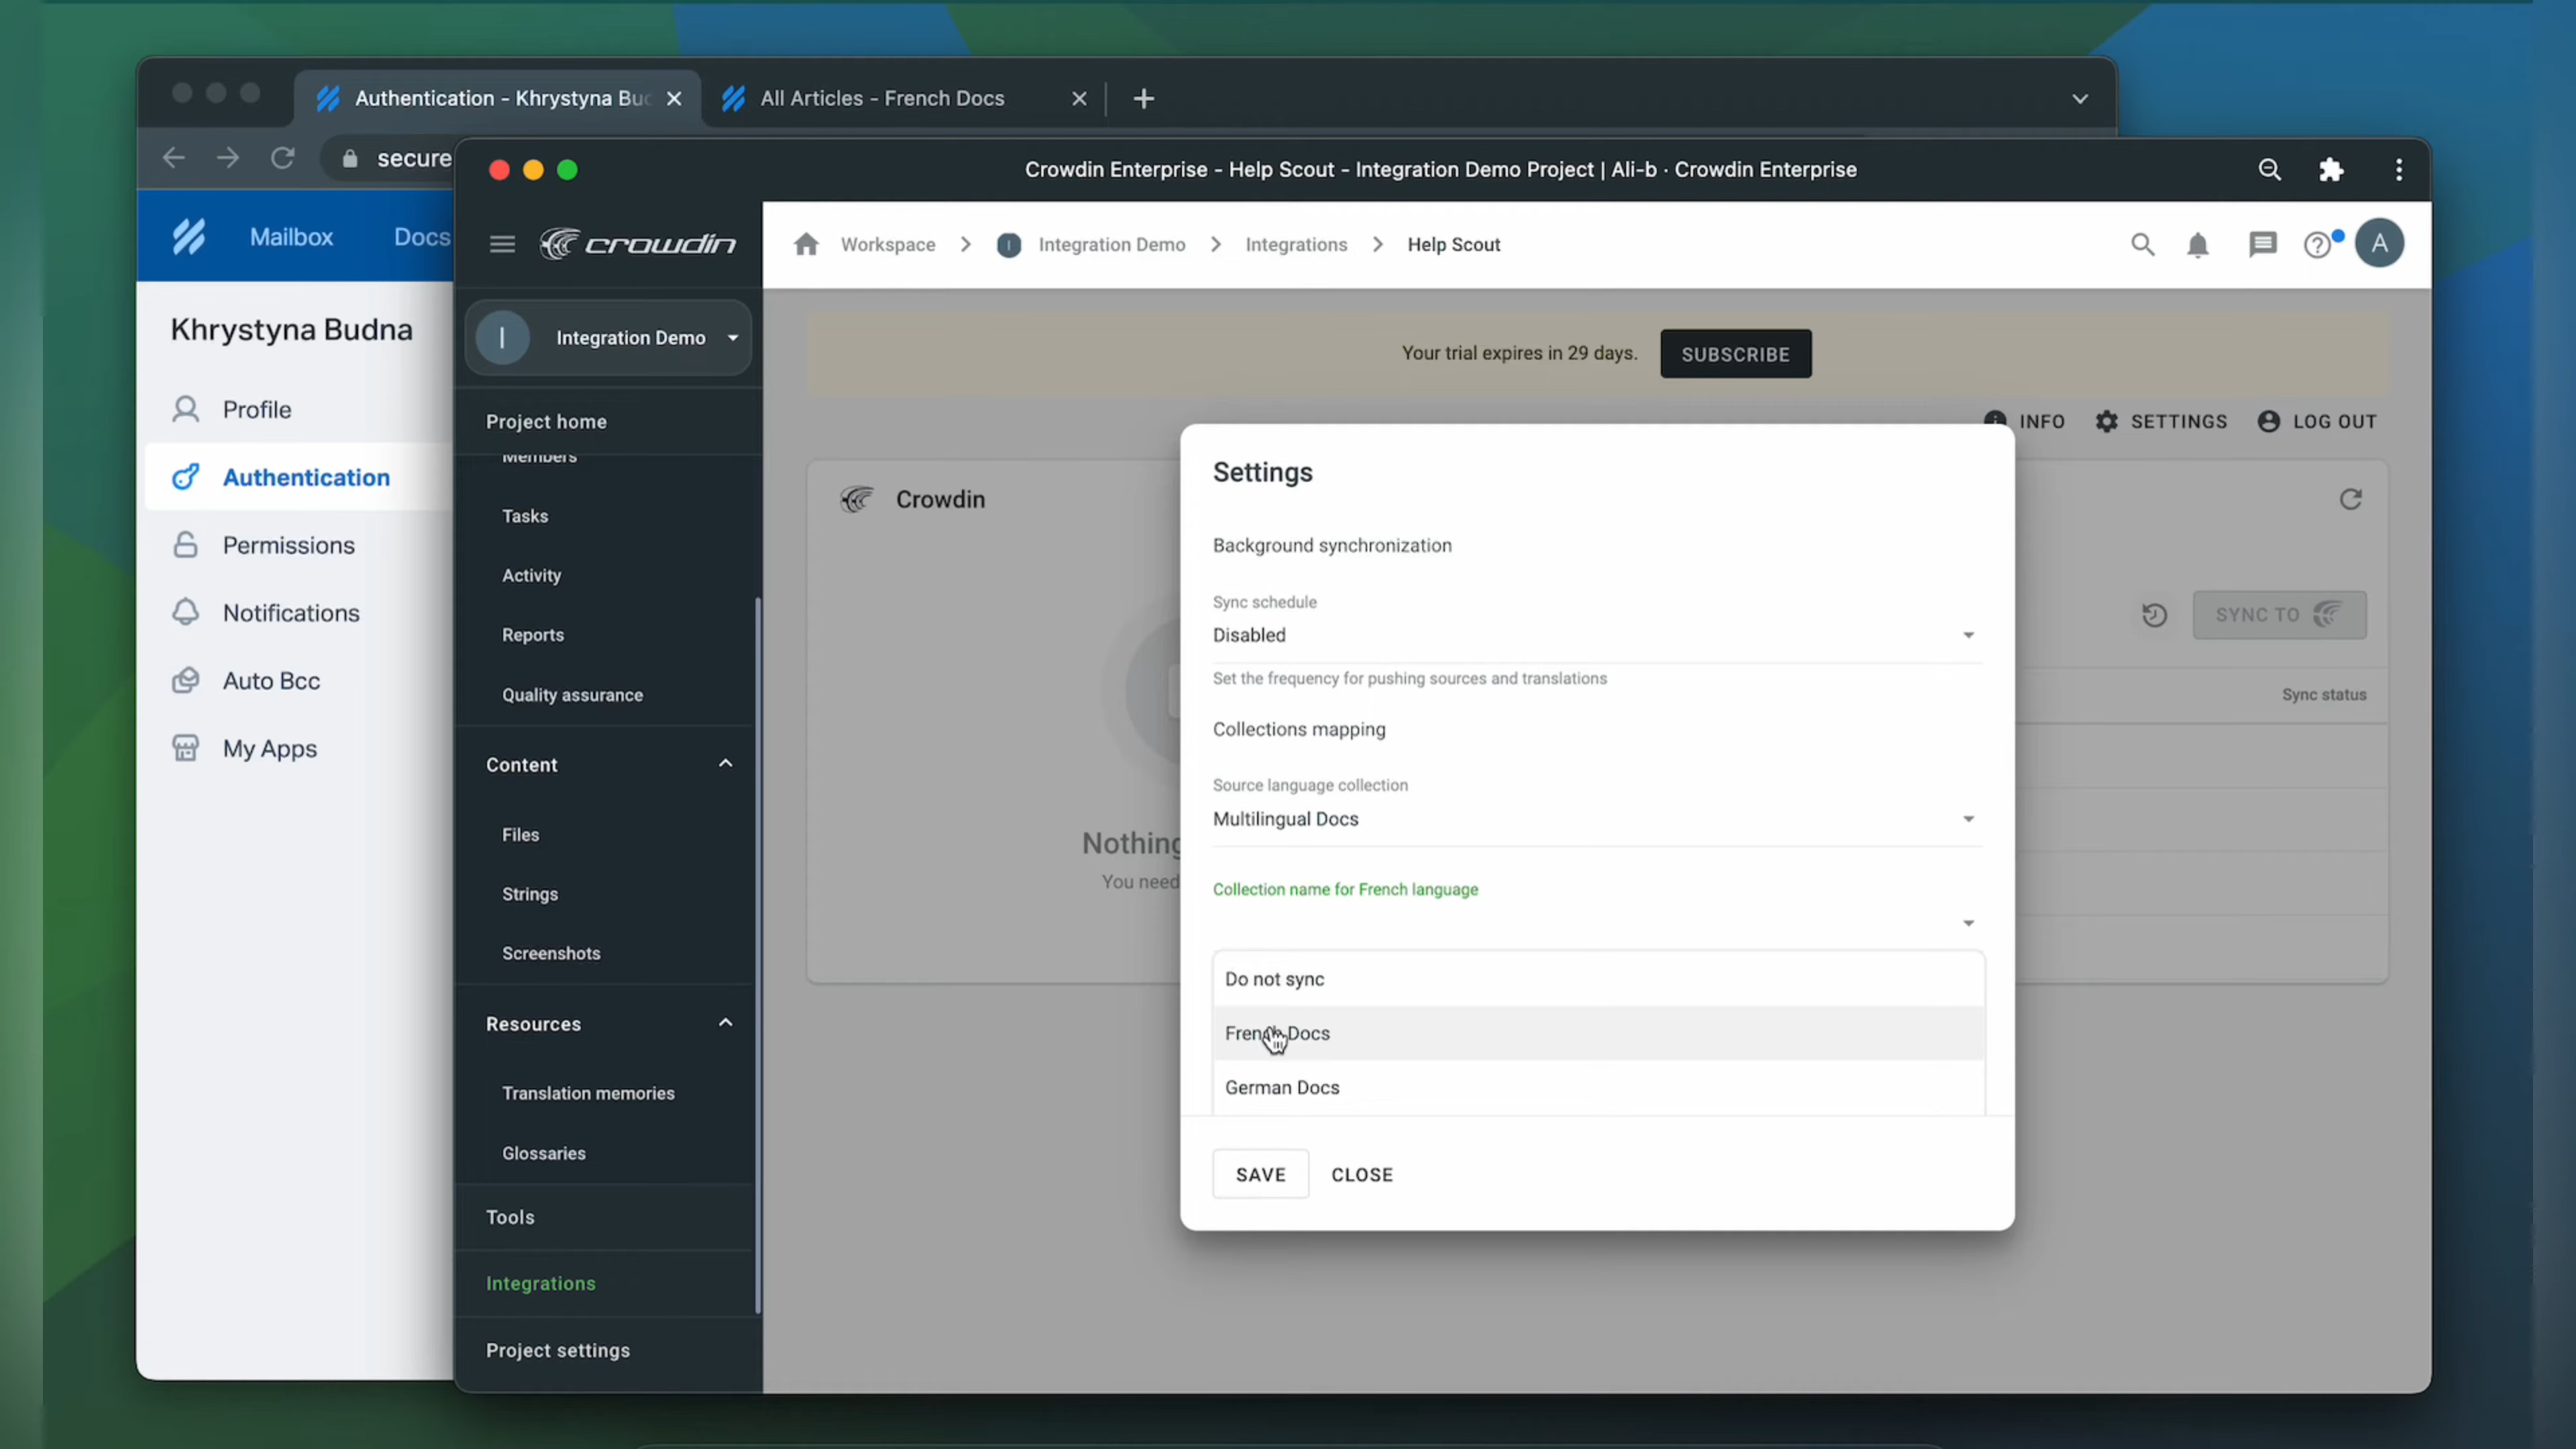 Authentication - Khrystyna Bu
All Articles - French Docs
secure
Crowdin Enterprise - Help Scout - Integration Demo Project | Ali-b · Crowdin Enterprise
Mailbox
Docs
crowdin
Workspace
I
Integration Demo
Integrations
Help Scout
A
Khrystyna Budna
Profile
Authentication
Permissions
Notifications
Auto Bcc
My Apps
I
Integration Demo
Project home
Members
Tasks
Activity
Reports
Quality assurance
Content
Files
Strings
Screenshots
Resources
Translation memories
Glossaries
Tools
Integrations
Project settings
Your trial expires in 29 days.
SUBSCRIBE
INFO
SETTINGS
LOG OUT
Crowdin
Nothing
You need
SYNC TO
Sync status
Settings
Background synchronization
Sync schedule
Disabled
Set the frequency for pushing sources and translations
Collections mapping
Source language collection
Multilingual Docs
Collection name for French language
Do not sync
French Docs
German Docs
SAVE
CLOSE